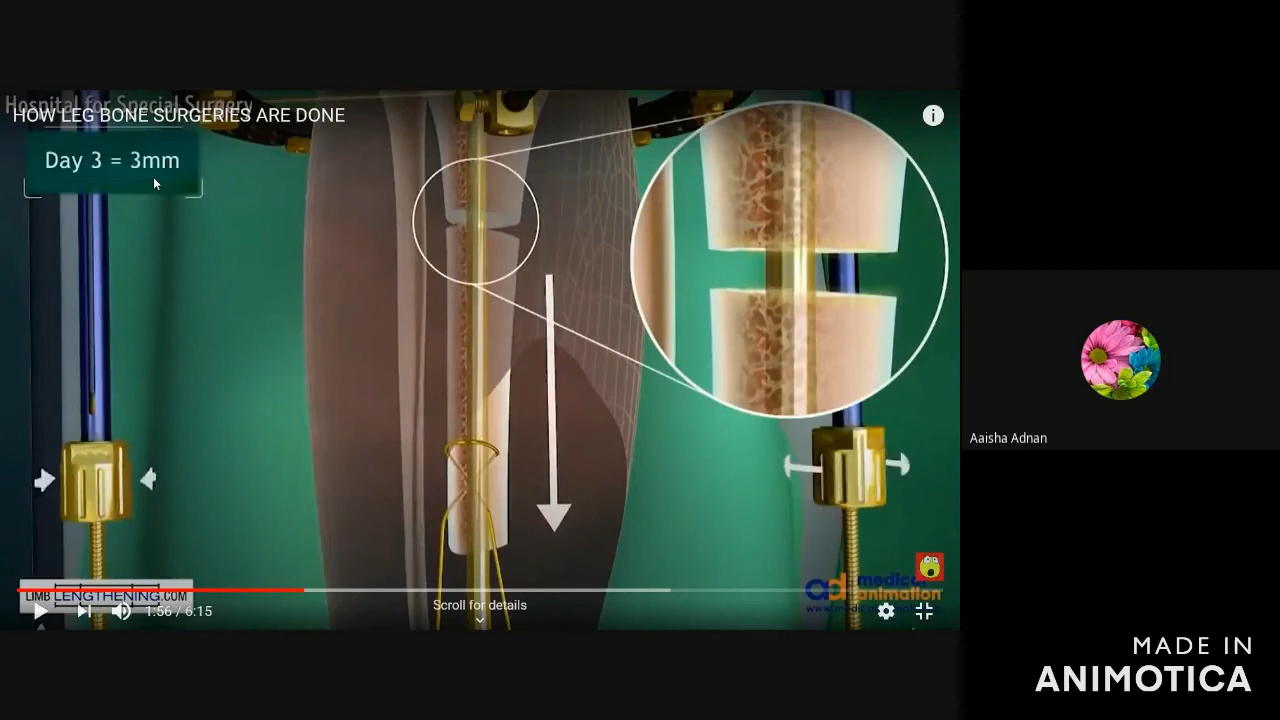 Hospital for Special Surgery
HOW LEG BONE SURGERIES ARE DONE
Day 3 = 3mm
Aaisha Adnan
LIMB LENGTHENING.COM
ad medical
animation
1:56 / 6:15
Scroll for details
MADE IN
ANIMOTICA